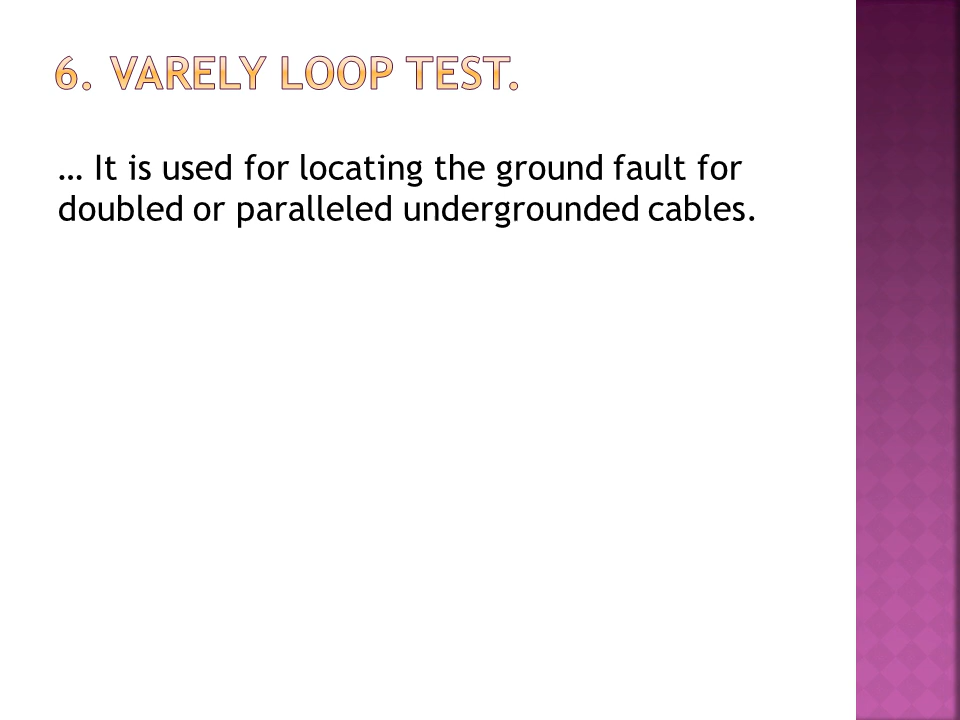 6. VARELY LOOP TEST.
… It is used for locating the ground fault for
doubled or paralleled undergrounded cables.